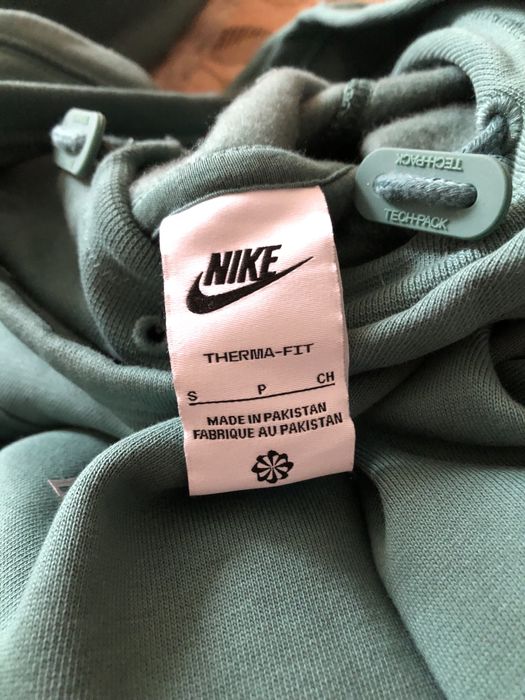 TECH-PACK
TECH-PACK
NIKE
THERMA-FIT
S P CH
MADE IN PAKISTAN
FABRIQUE AU PAKISTAN